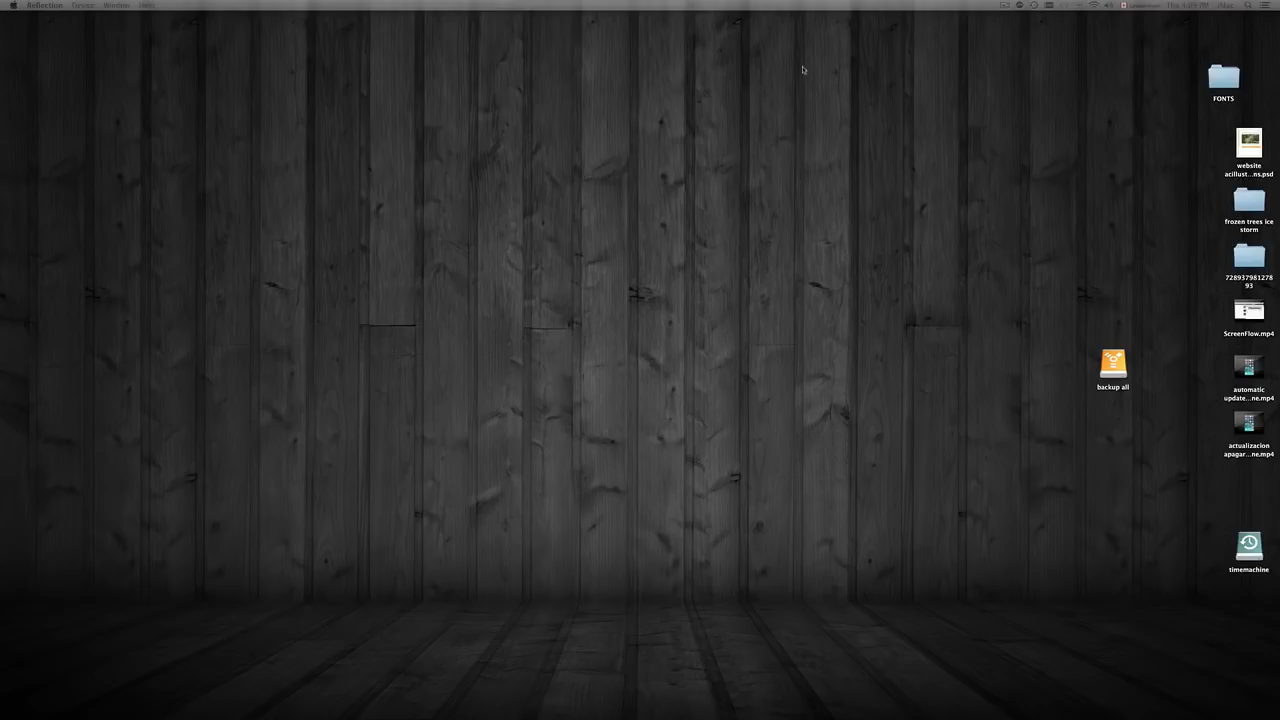 Reflection Device Window Help
FONTS
website
acillust...ns.psd
frozen trees ice
storm
728937981278
93
ScreenFlow.mp4
backup all
automatic
update...ne.mp4
actualizacion
apagar...ne.mp4
timemachine